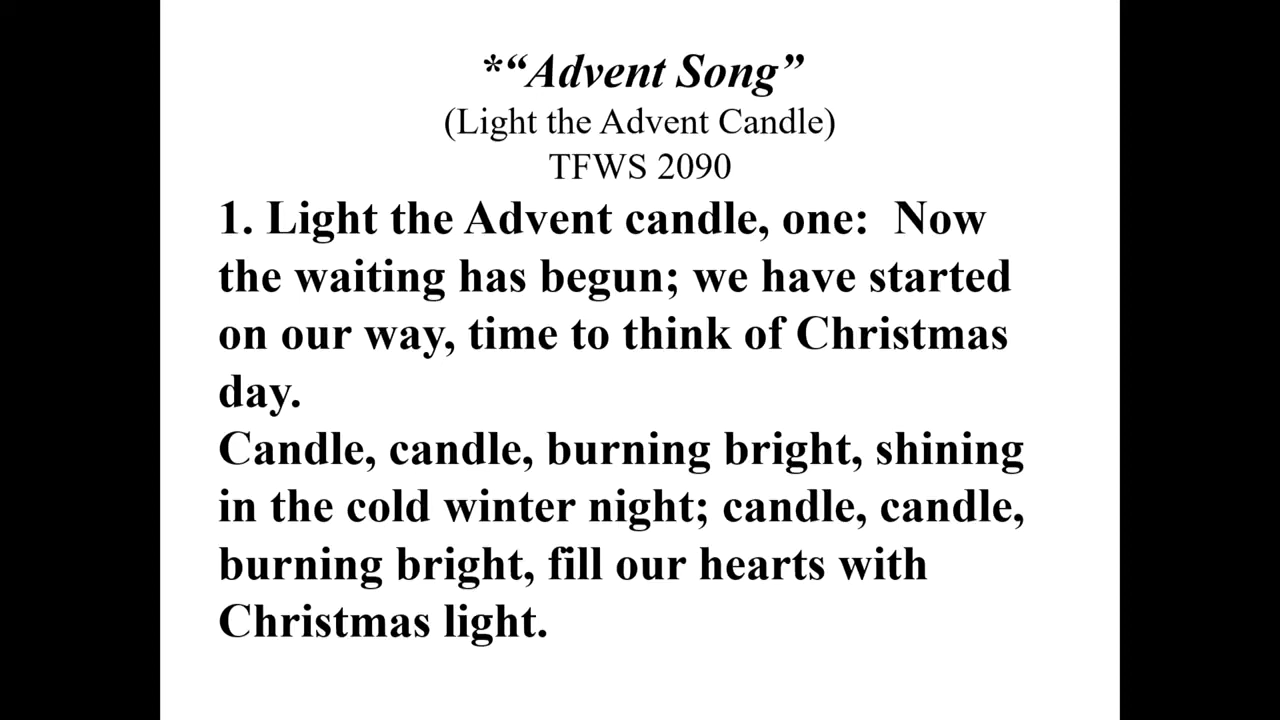 *“Advent Song”
(Light the Advent Candle)
TFWS 2090
1. Light the Advent candle, one:  Now
the waiting has begun; we have started
on our way, time to think of Christmas
day.
Candle, candle, burning bright, shining
in the cold winter night; candle, candle,
burning bright, fill our hearts with
Christmas light.